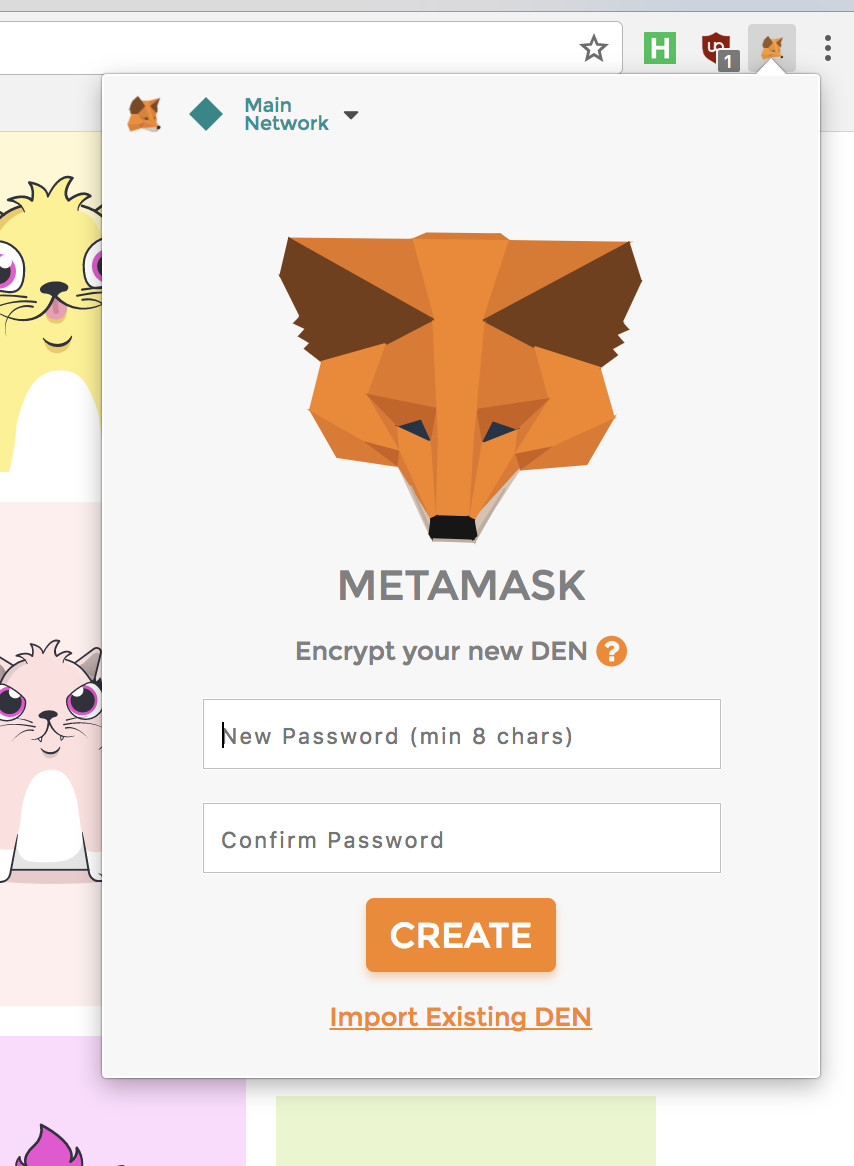 H
1
Main
Network
METAMASK
Encrypt your new DEN ?
New Password (min 8 chars)
Confirm Password
CREATE
Import Existing DEN